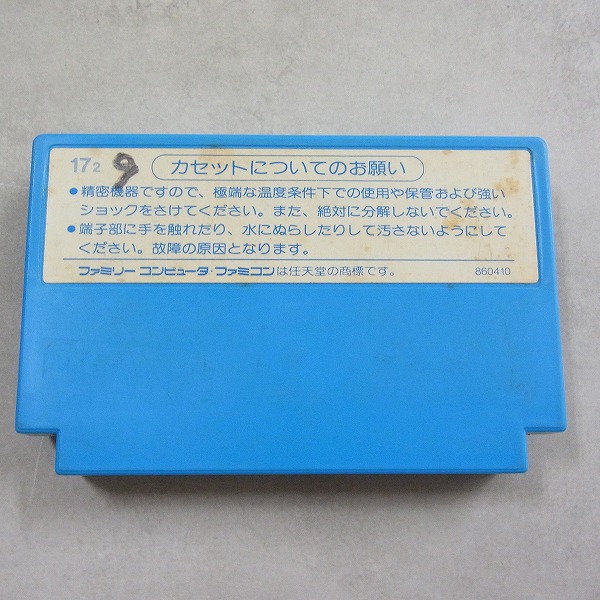 17₂ 9 カセットについてのお願い
●精密機器ですので、極端な温度条件下での使用や保管および強い
ショックをさけてください。また、絶対に分解しないでください。
●端子部に手を触れたり、水にぬらしたりして汚さないようにして
ください。故障の原因となります。
ファミリー コンピュータ・ファミコンは任天堂の商標です。 860410